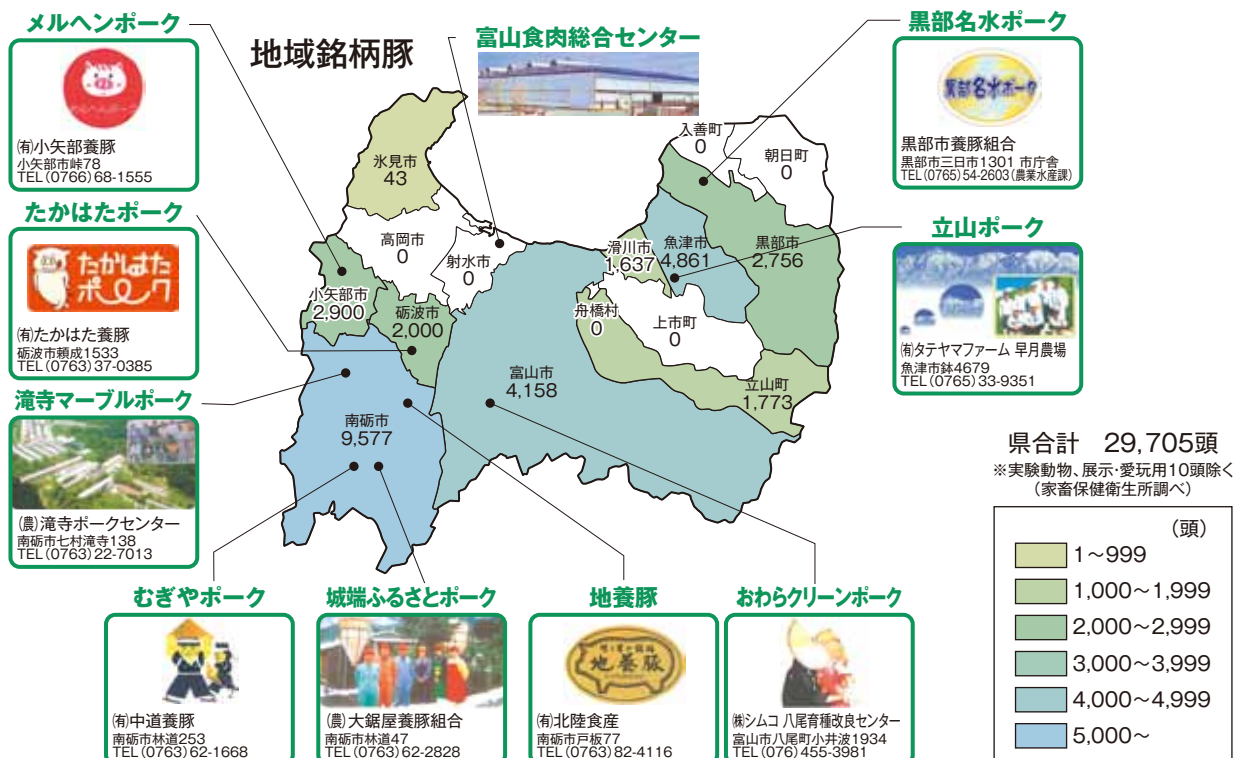 地域銘柄豚
富山食肉総合センター
メルヘンポーク
㈲小矢部養豚
小矢部市峠78
TEL(0766)68-1555
たかはたポーク
たかはた
ポーク
㈲たかはた養豚
砺波市頼成1533
TEL(0763)37-0385
滝寺マーブルポーク
㈽滝寺ポークセンター
南砺市七村滝寺138
TEL(0763)22-7013
黒部名水ポーク
黒部名水ポーク
黒部市養豚組合
黒部市三日市1301 市庁舎
TEL(0765)54-2603(農業水産課)
立山ポーク
㈲タテヤマファーム 早月農場
魚津市鉢4679
TEL(0765)33-9351
氷見市
43
高岡市
0
射水市
0
小矢部市
2,900
砺波市
2,000
南砺市
9,577
富山市
4,158
舟橋村
0
滑川市
1,637
魚津市
4,861
黒部市
2,756
入善町
0
朝日町
0
上市町
0
立山町
1,773
県合計 29,705頭
※実験動物、展示・愛玩用10頭除く
(家畜保健衛生所調べ)
(頭)
1～999
1,000～1,999
2,000～2,999
3,000～3,999
4,000～4,999
5,000～
むぎやポーク
㈲中道養豚
南砺市林道253
TEL(0763)62-1668
城端ふるさとポーク
(農)大鋸屋養豚組合
南砺市林道47
TEL(0763)62-2828
地養豚
地養豚
㈲北陸食産
南砺市戸板77
TEL(0763)82-4116
おわらクリーンポーク
㈱シムコ 八尾育種改良センター
富山市八尾町小井波1934
TEL(076)455-3981